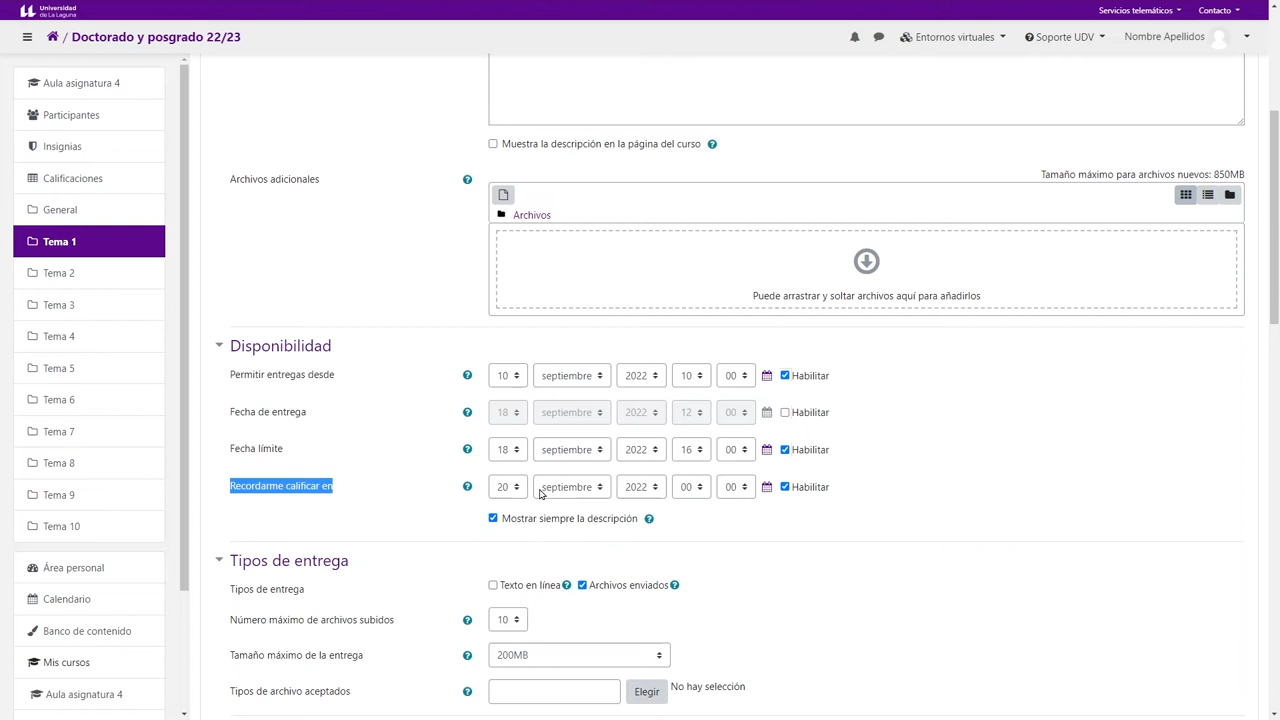 Universidad
de La Laguna
Servicios telemáticos
Contacto
/ Doctorado y posgrado 22/23
Entornos virtuales
Soporte UDV
Nombre Apellidos
Aula asignatura 4
Participantes
Insignias
Calificaciones
General
Tema 1
Tema 2
Tema 3
Tema 4
Tema 5
Tema 6
Tema 7
Tema 8
Tema 9
Tema 10
Área personal
Calendario
Banco de contenido
Mis cursos
Aula asignatura 4
Muestra la descripción en la página del curso
Archivos adicionales
Tamaño máximo para archivos nuevos: 850MB
Archivos
Puede arrastrar y soltar archivos aquí para añadirlos
Disponibilidad
Permitir entregas desde 10 septiembre 2022 10 00 Habilitar
Fecha de entrega 18 septiembre 2022 12 00 Habilitar
Fecha límite 18 septiembre 2022 16 00 Habilitar
Recordarme calificar en 20 septiembre 2022 00 00 Habilitar
Mostrar siempre la descripción
Tipos de entrega
Tipos de entrega Texto en línea Archivos enviados
Número máximo de archivos subidos 10
Tamaño máximo de la entrega 200MB
Tipos de archivo aceptados Elegir No hay selección